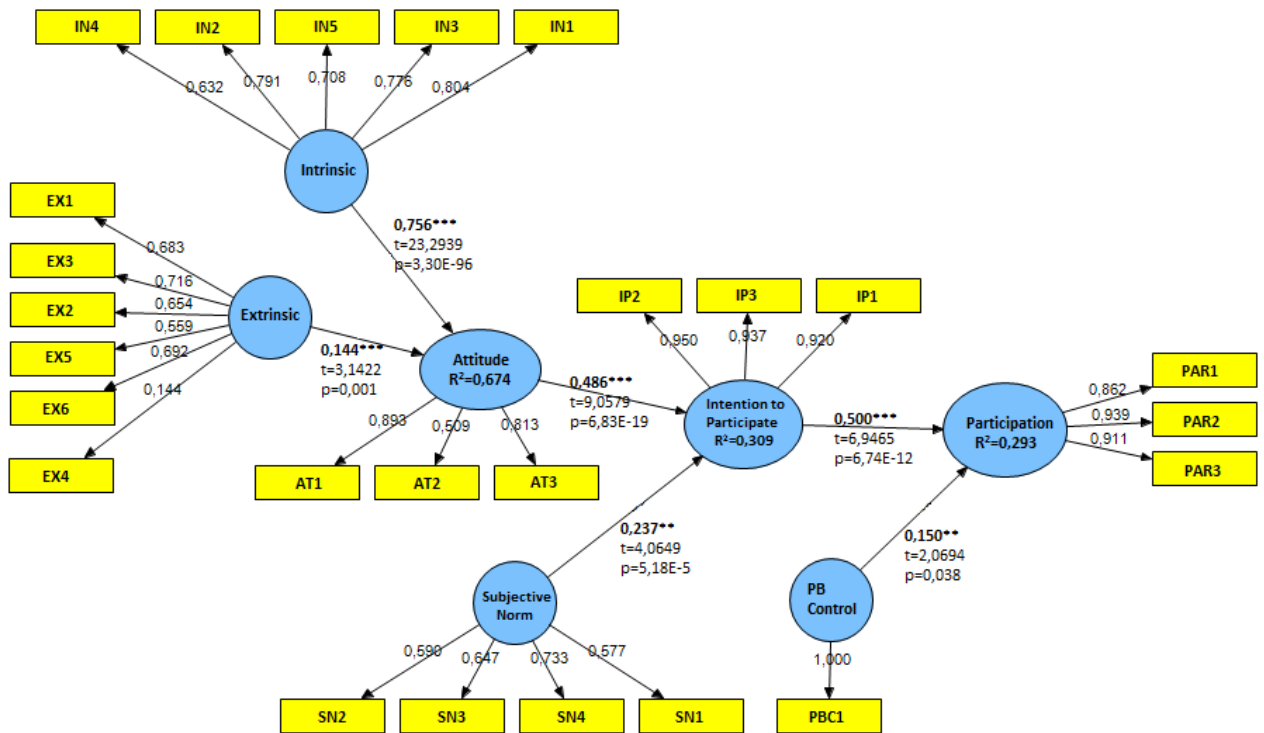 IN4
IN2
IN5
IN3
IN1
0,632
0,791
0,708
0,776
0,804
Intrinsic
EX1
EX3
EX2
EX5
EX6
EX4
0,683
0,716
0,654
0,559
0,692
0,144
Extrinsic
0,756***
t=23,2939
p=3,30E-96
0,144***
t=3,1422
p=0,001
Attitude
R²=0,674
0,893
0,509
0,813
AT1
AT2
AT3
0,486***
t=9,0579
p=6,83E-19
IP2
IP3
IP1
0,950
0,937
0,920
Intention to
Participate
R²=0,309
0,500***
t=6,9465
p=6,74E-12
Participation
R²=0,293
0,862
0,939
0,911
PAR1
PAR2
PAR3
0,237**
t=4,0649
p=5,18E-5
0,150**
t=2,0694
p=0,038
Subjective
Norm
0,590
0,647
0,733
0,577
SN2
SN3
SN4
SN1
PB
Control
1,000
PBC1